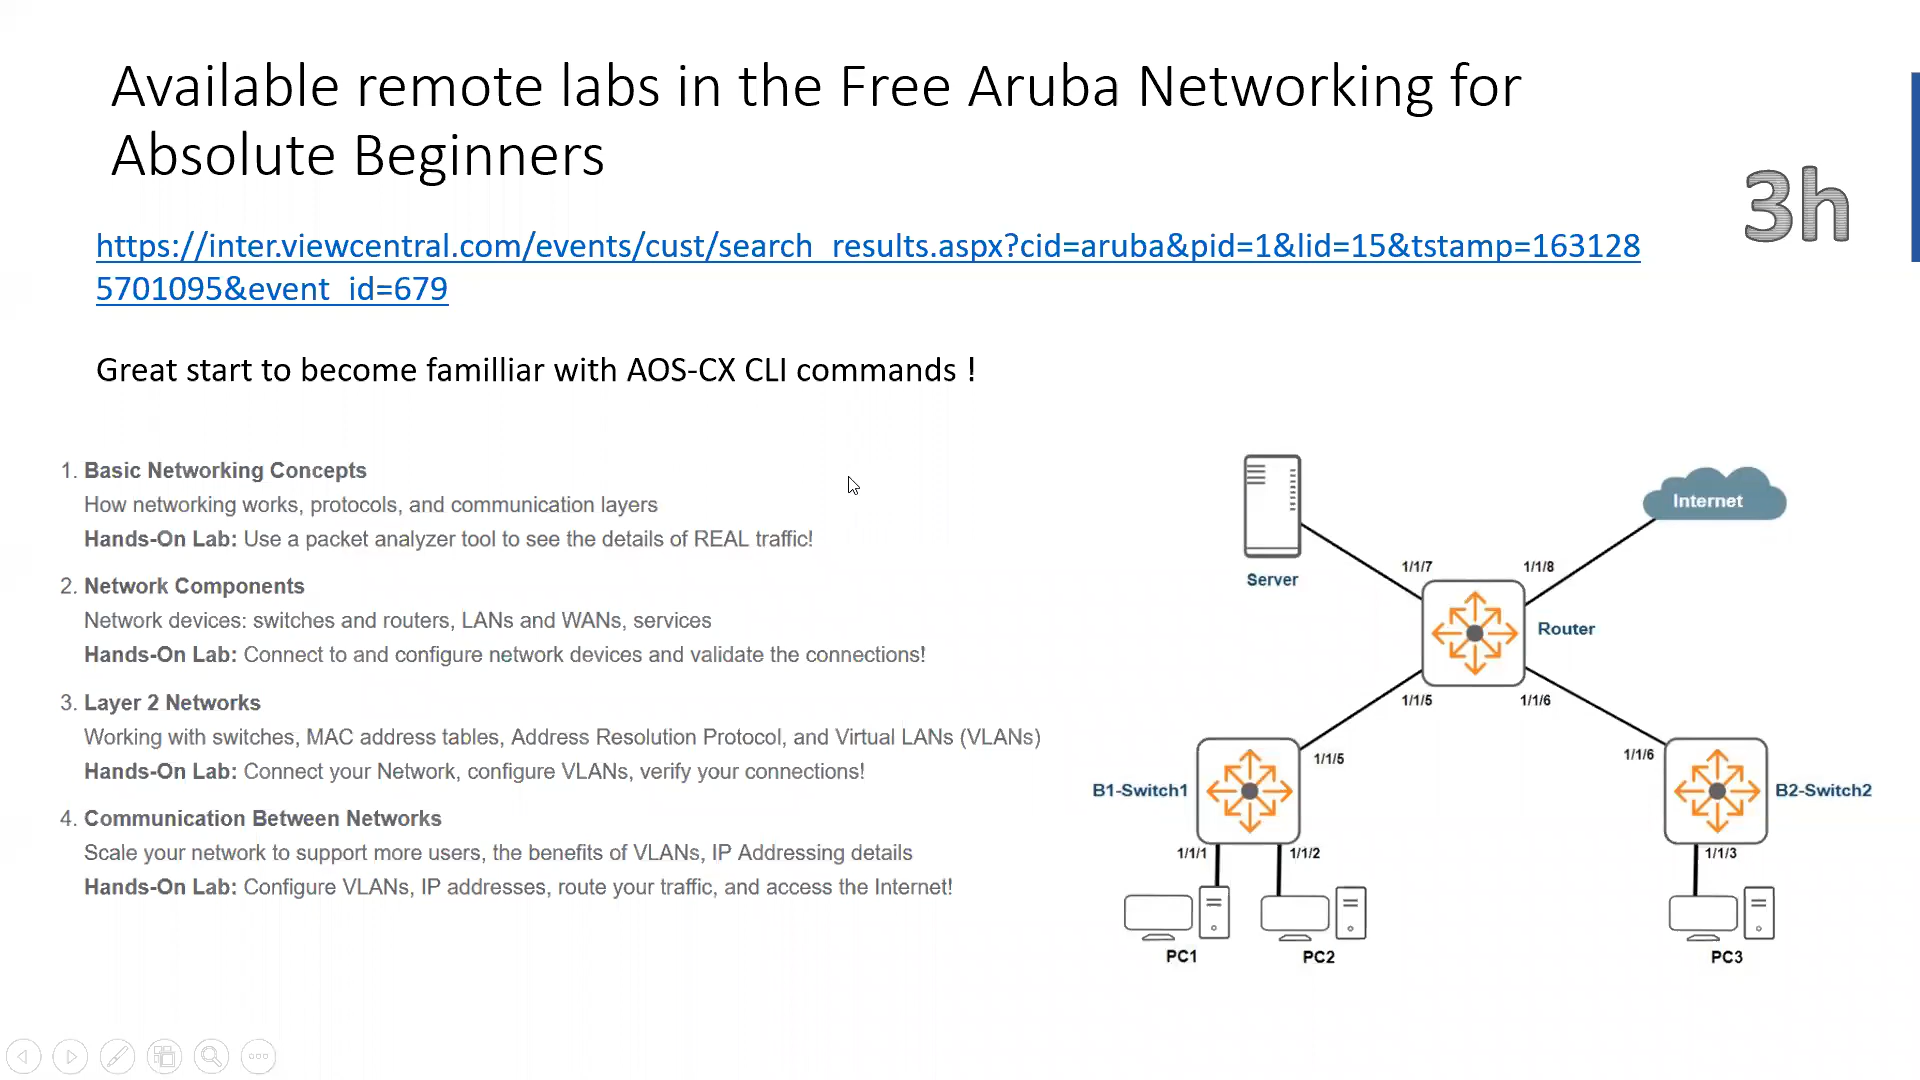 Available remote labs in the Free Aruba Networking for
Absolute Beginners
3h
https://inter.viewcentral.com/events/cust/search_results.aspx?cid=aruba&pid=1&lid=15&tstamp=163128
5701095&event_id=679
Great start to become familliar with AOS-CX CLI commands !
1. Basic Networking Concepts
How networking works, protocols, and communication layers
Hands-On Lab: Use a packet analyzer tool to see the details of REAL traffic!
2. Network Components
Network devices: switches and routers, LANs and WANs, services
Hands-On Lab: Connect to and configure network devices and validate the connections!
3. Layer 2 Networks
Working with switches, MAC address tables, Address Resolution Protocol, and Virtual LANs (VLANs)
Hands-On Lab: Connect your Network, configure VLANs, verify your connections!
4. Communication Between Networks
Scale your network to support more users, the benefits of VLANs, IP Addressing details
Hands-On Lab: Configure VLANs, IP addresses, route your traffic, and access the Internet!
Internet
Server
1/1/7
1/1/8
Router
1/1/5
1/1/6
1/1/5
1/1/6
B1-Switch1
B2-Switch2
1/1/1
1/1/2
1/1/3
PC1
PC2
PC3